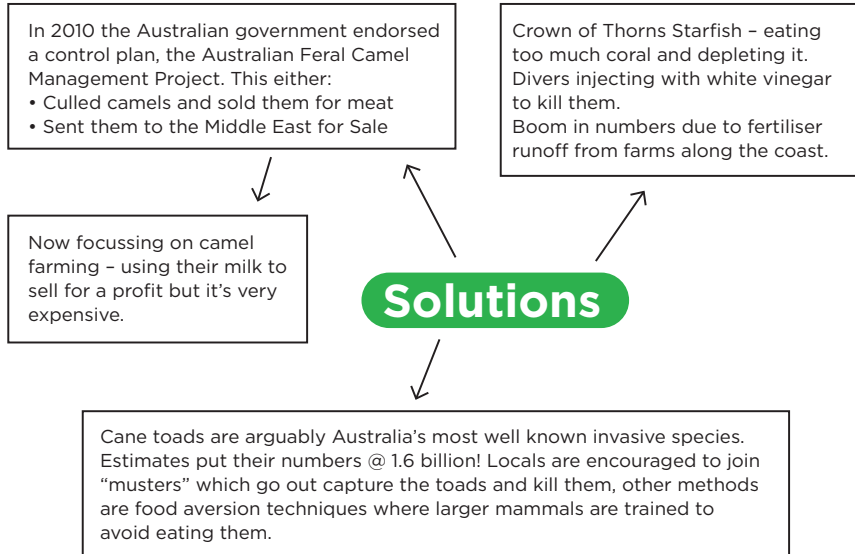 In 2010 the Australian government endorsed
a control plan, the Australian Feral Camel
Management Project. This either:
• Culled camels and sold them for meat
• Sent them to the Middle East for Sale
Crown of Thorns Starfish – eating
too much coral and depleting it.
Divers injecting with white vinegar
to kill them.
Boom in numbers due to fertiliser
runoff from farms along the coast.
Now focussing on camel
farming – using their milk to
sell for a profit but it’s very
expensive.
Solutions
Cane toads are arguably Australia’s most well known invasive species.
Estimates put their numbers @ 1.6 billion! Locals are encouraged to join
“musters” which go out capture the toads and kill them, other methods
are food aversion techniques where larger mammals are trained to
avoid eating them.